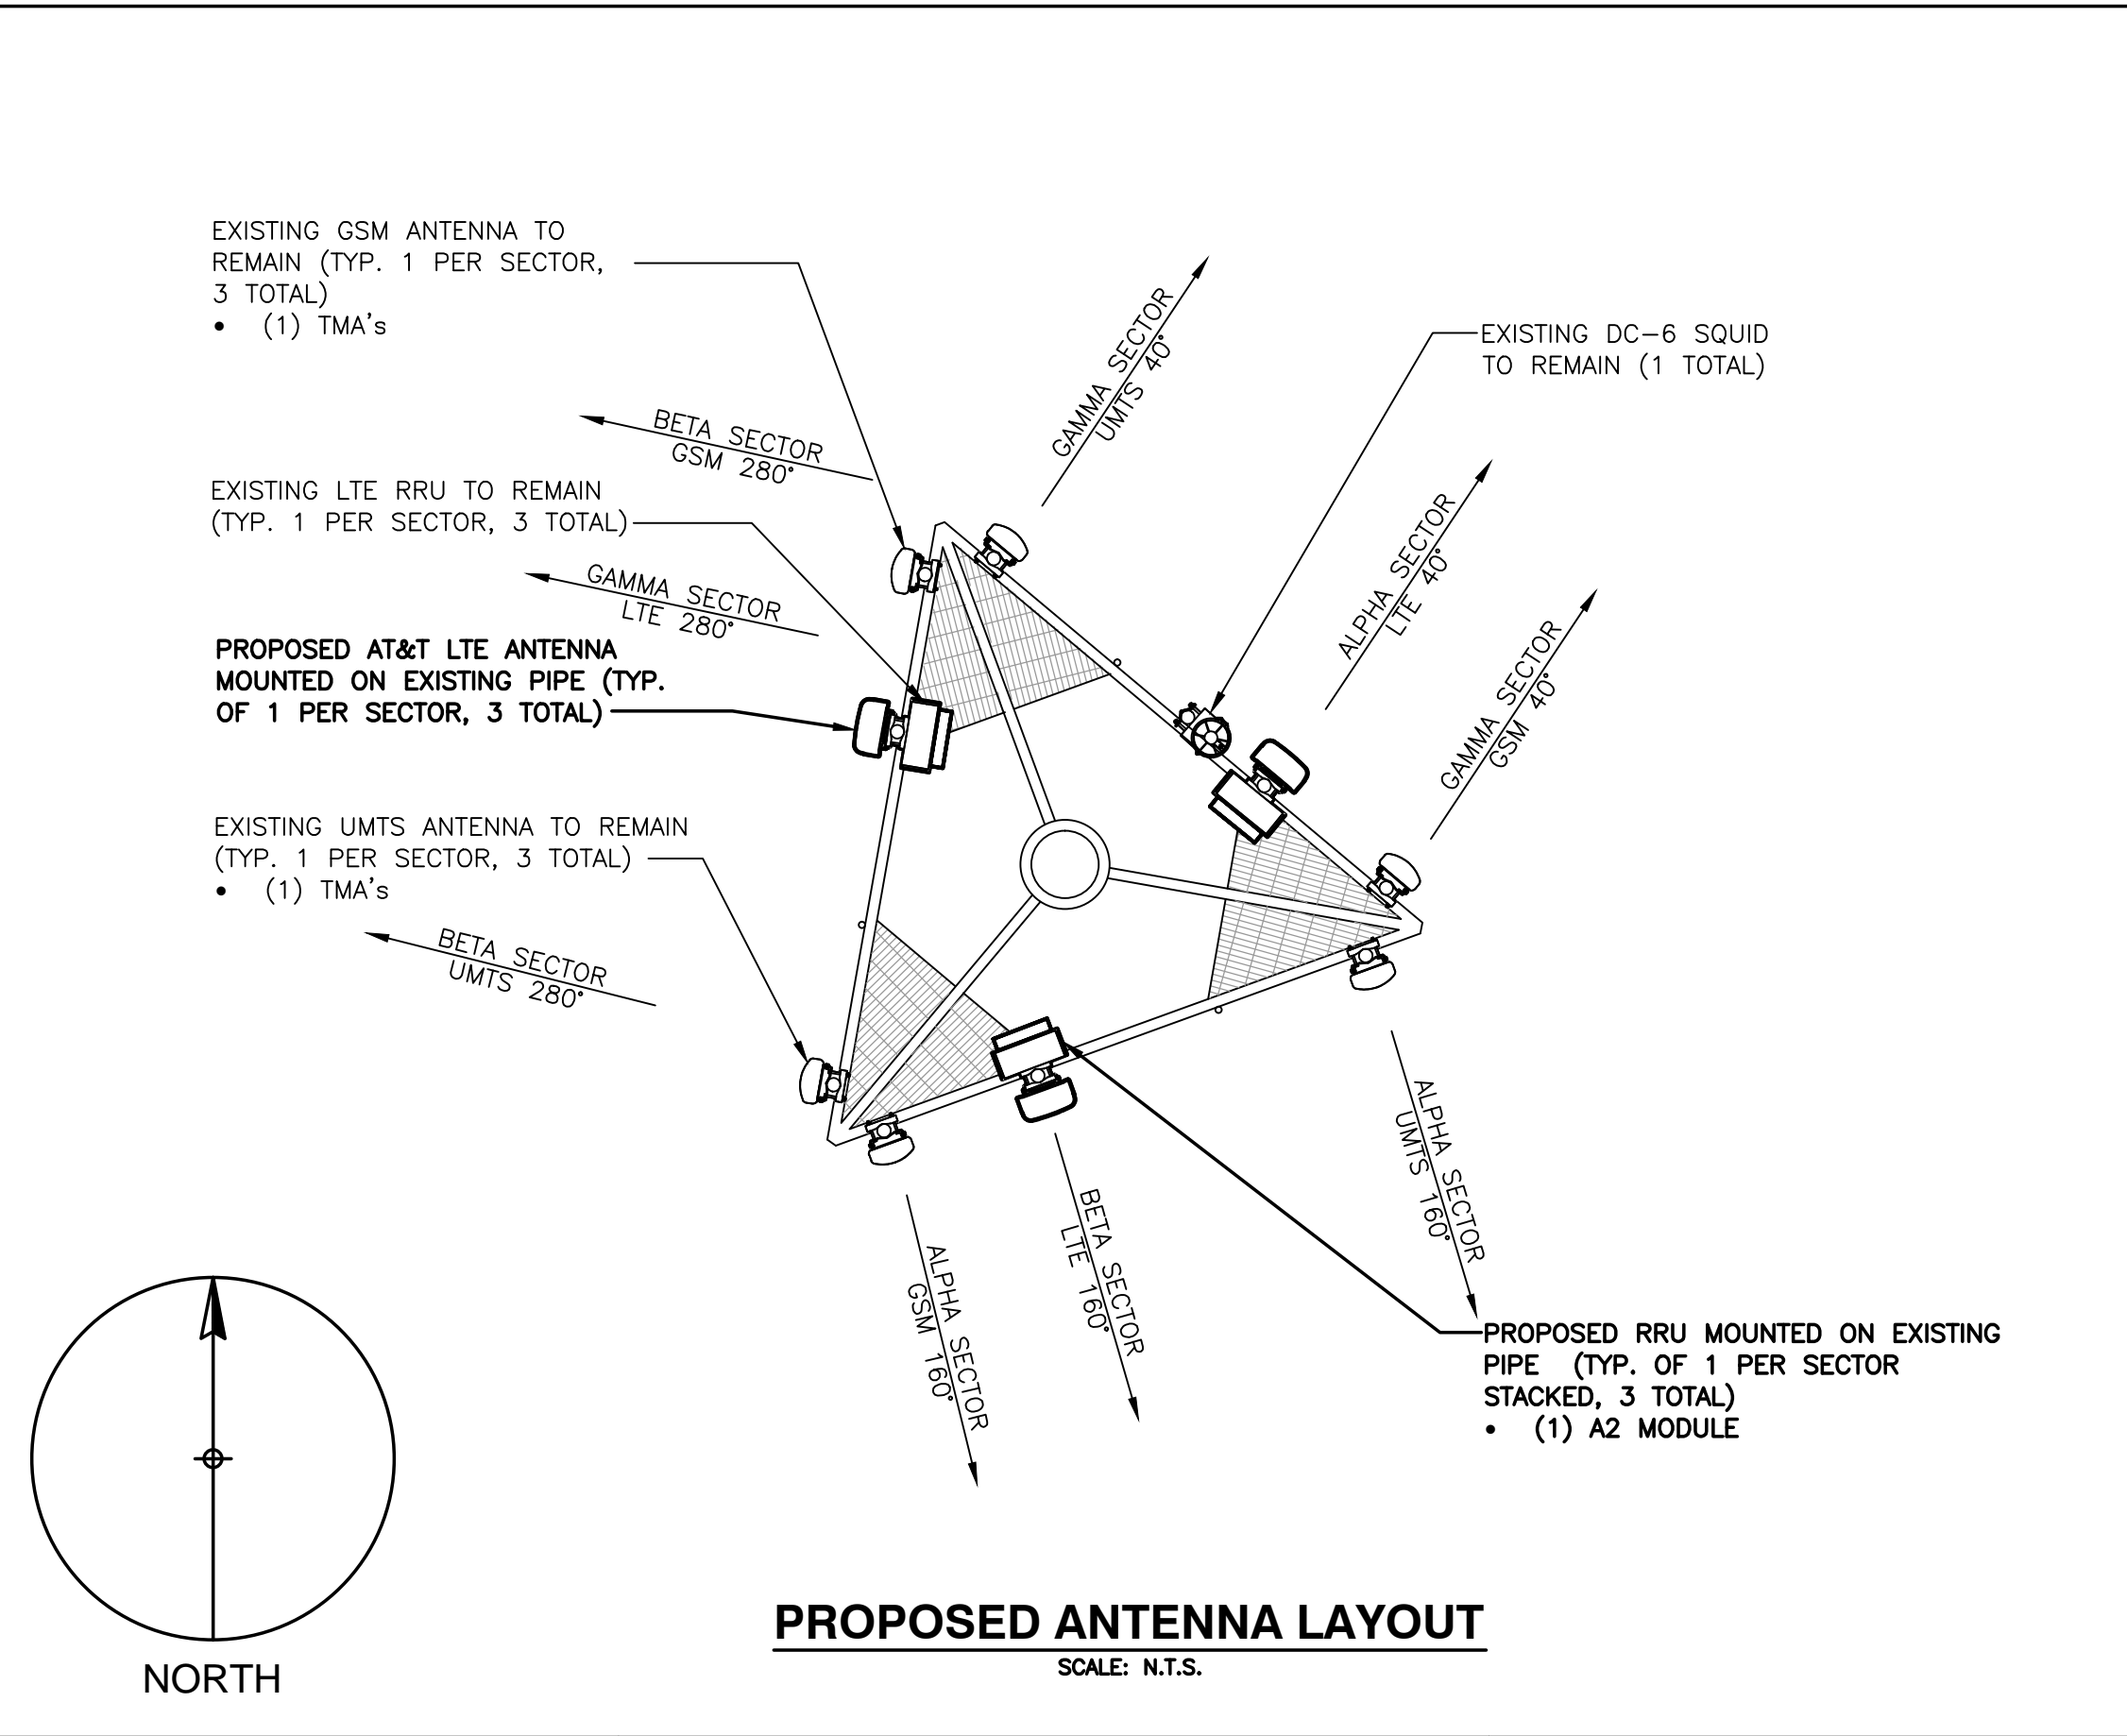 EXISTING GSM ANTENNA TO
REMAIN (TYP. 1 PER SECTOR,
3 TOTAL)
• (1) TMA's
BETA SECTOR
GSM 280°
EXISTING LTE RRU TO REMAIN
(TYP. 1 PER SECTOR, 3 TOTAL)
GAMMA SECTOR
LTE 280°
PROPOSED AT&T LTE ANTENNA
MOUNTED ON EXISTING PIPE (TYP.
OF 1 PER SECTOR, 3 TOTAL)
EXISTING UMTS ANTENNA TO REMAIN
(TYP. 1 PER SECTOR, 3 TOTAL)
• (1) TMA's
BETA SECTOR
UMTS 280°
GAMMA SECTOR
UMTS 40°
EXISTING DC-6 SQUID
TO REMAIN (1 TOTAL)
ALPHA SECTOR
LTE 40°
GAMMA SECTOR
GSM 40°
ALPHA SECTOR
UMTS 160°
BETA SECTOR
LTE 160°
ALPHA SECTOR
GSM 160°
PROPOSED RRU MOUNTED ON EXISTING
PIPE (TYP. OF 1 PER SECTOR
STACKED, 3 TOTAL)
• (1) A2 MODULE
NORTH
PROPOSED ANTENNA LAYOUT
SCALE: N.T.S.